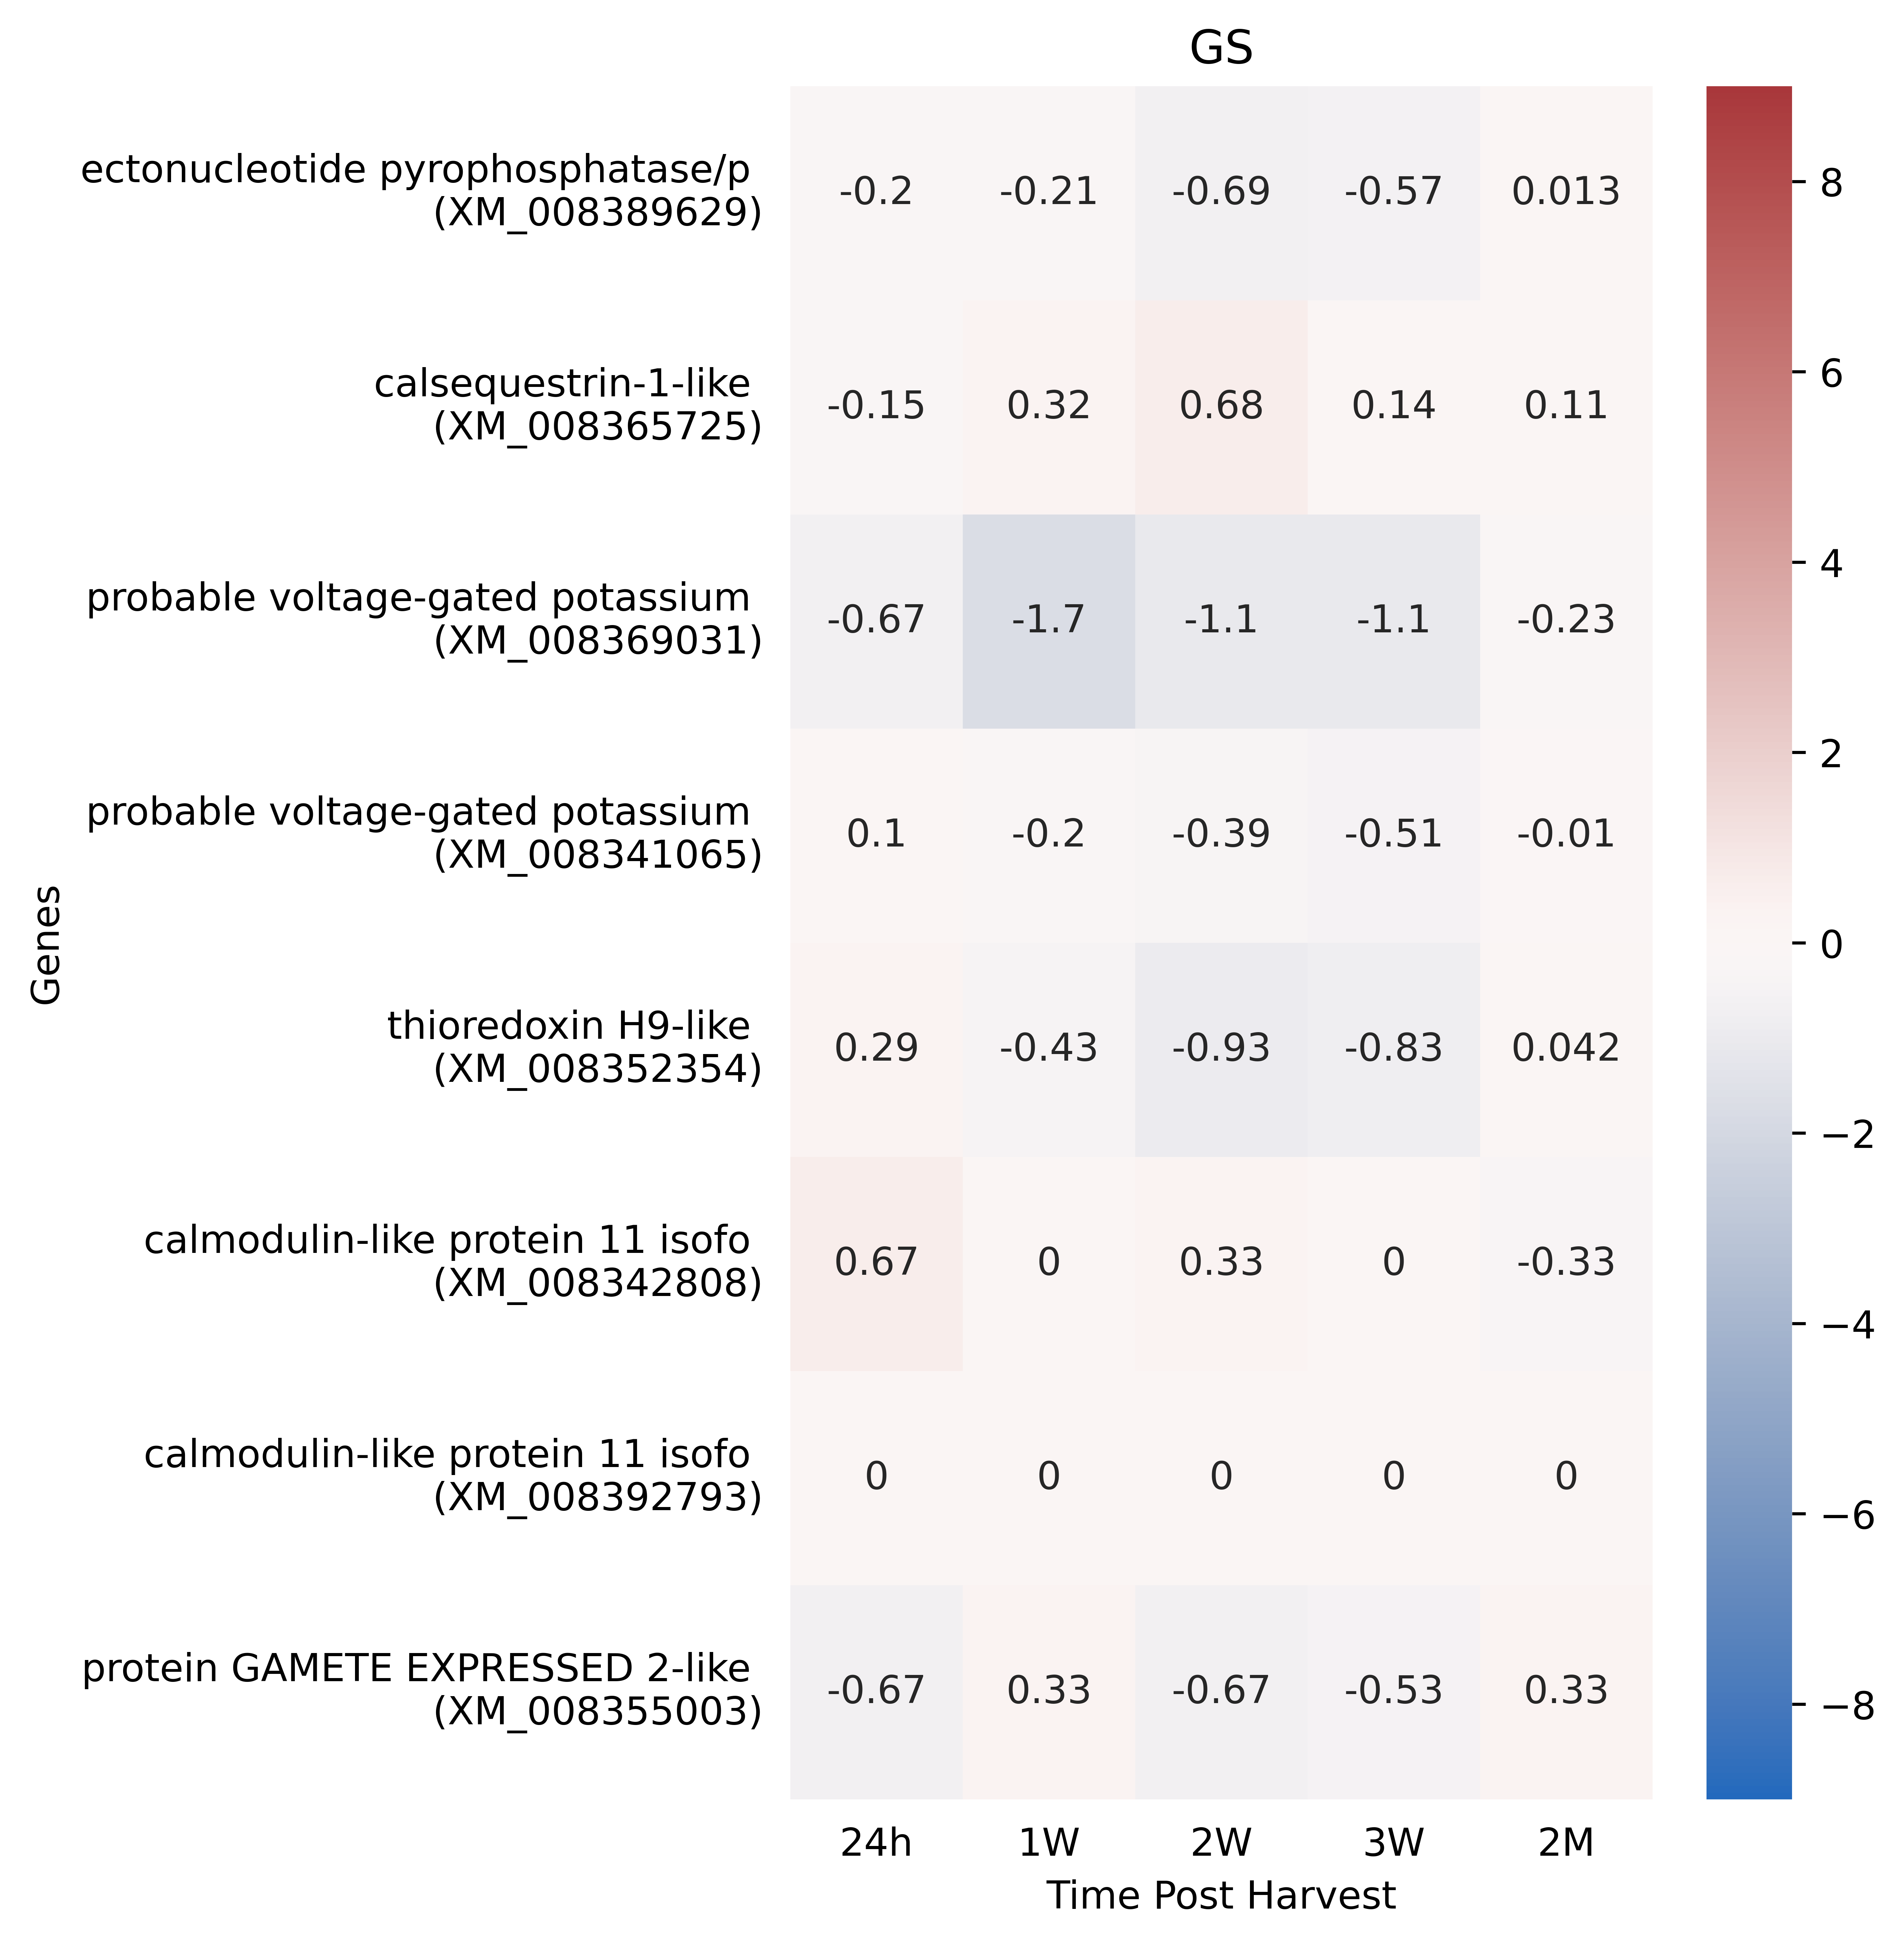 GS
ectonucleotide pyrophosphatase/p
(XM_008389629)
-0.2 -0.21 -0.69 -0.57 0.013
calsequestrin-1-like
(XM_008365725)
-0.15 0.32 0.68 0.14 0.11
probable voltage-gated potassium
(XM_008369031)
-0.67 -1.7 -1.1 -1.1 -0.23
probable voltage-gated potassium
(XM_008341065)
0.1 -0.2 -0.39 -0.51 -0.01
thioredoxin H9-like
(XM_008352354)
0.29 -0.43 -0.93 -0.83 0.042
calmodulin-like protein 11 isofo
(XM_008342808)
0.67 0 0.33 0 -0.33
calmodulin-like protein 11 isofo
(XM_008392793)
0 0 0 0 0
protein GAMETE EXPRESSED 2-like
(XM_008355003)
-0.67 0.33 -0.67 -0.53 0.33
Genes
24h 1W 2W 3W 2M
Time Post Harvest
8
6
4
2
0
−2
−4
−6
−8